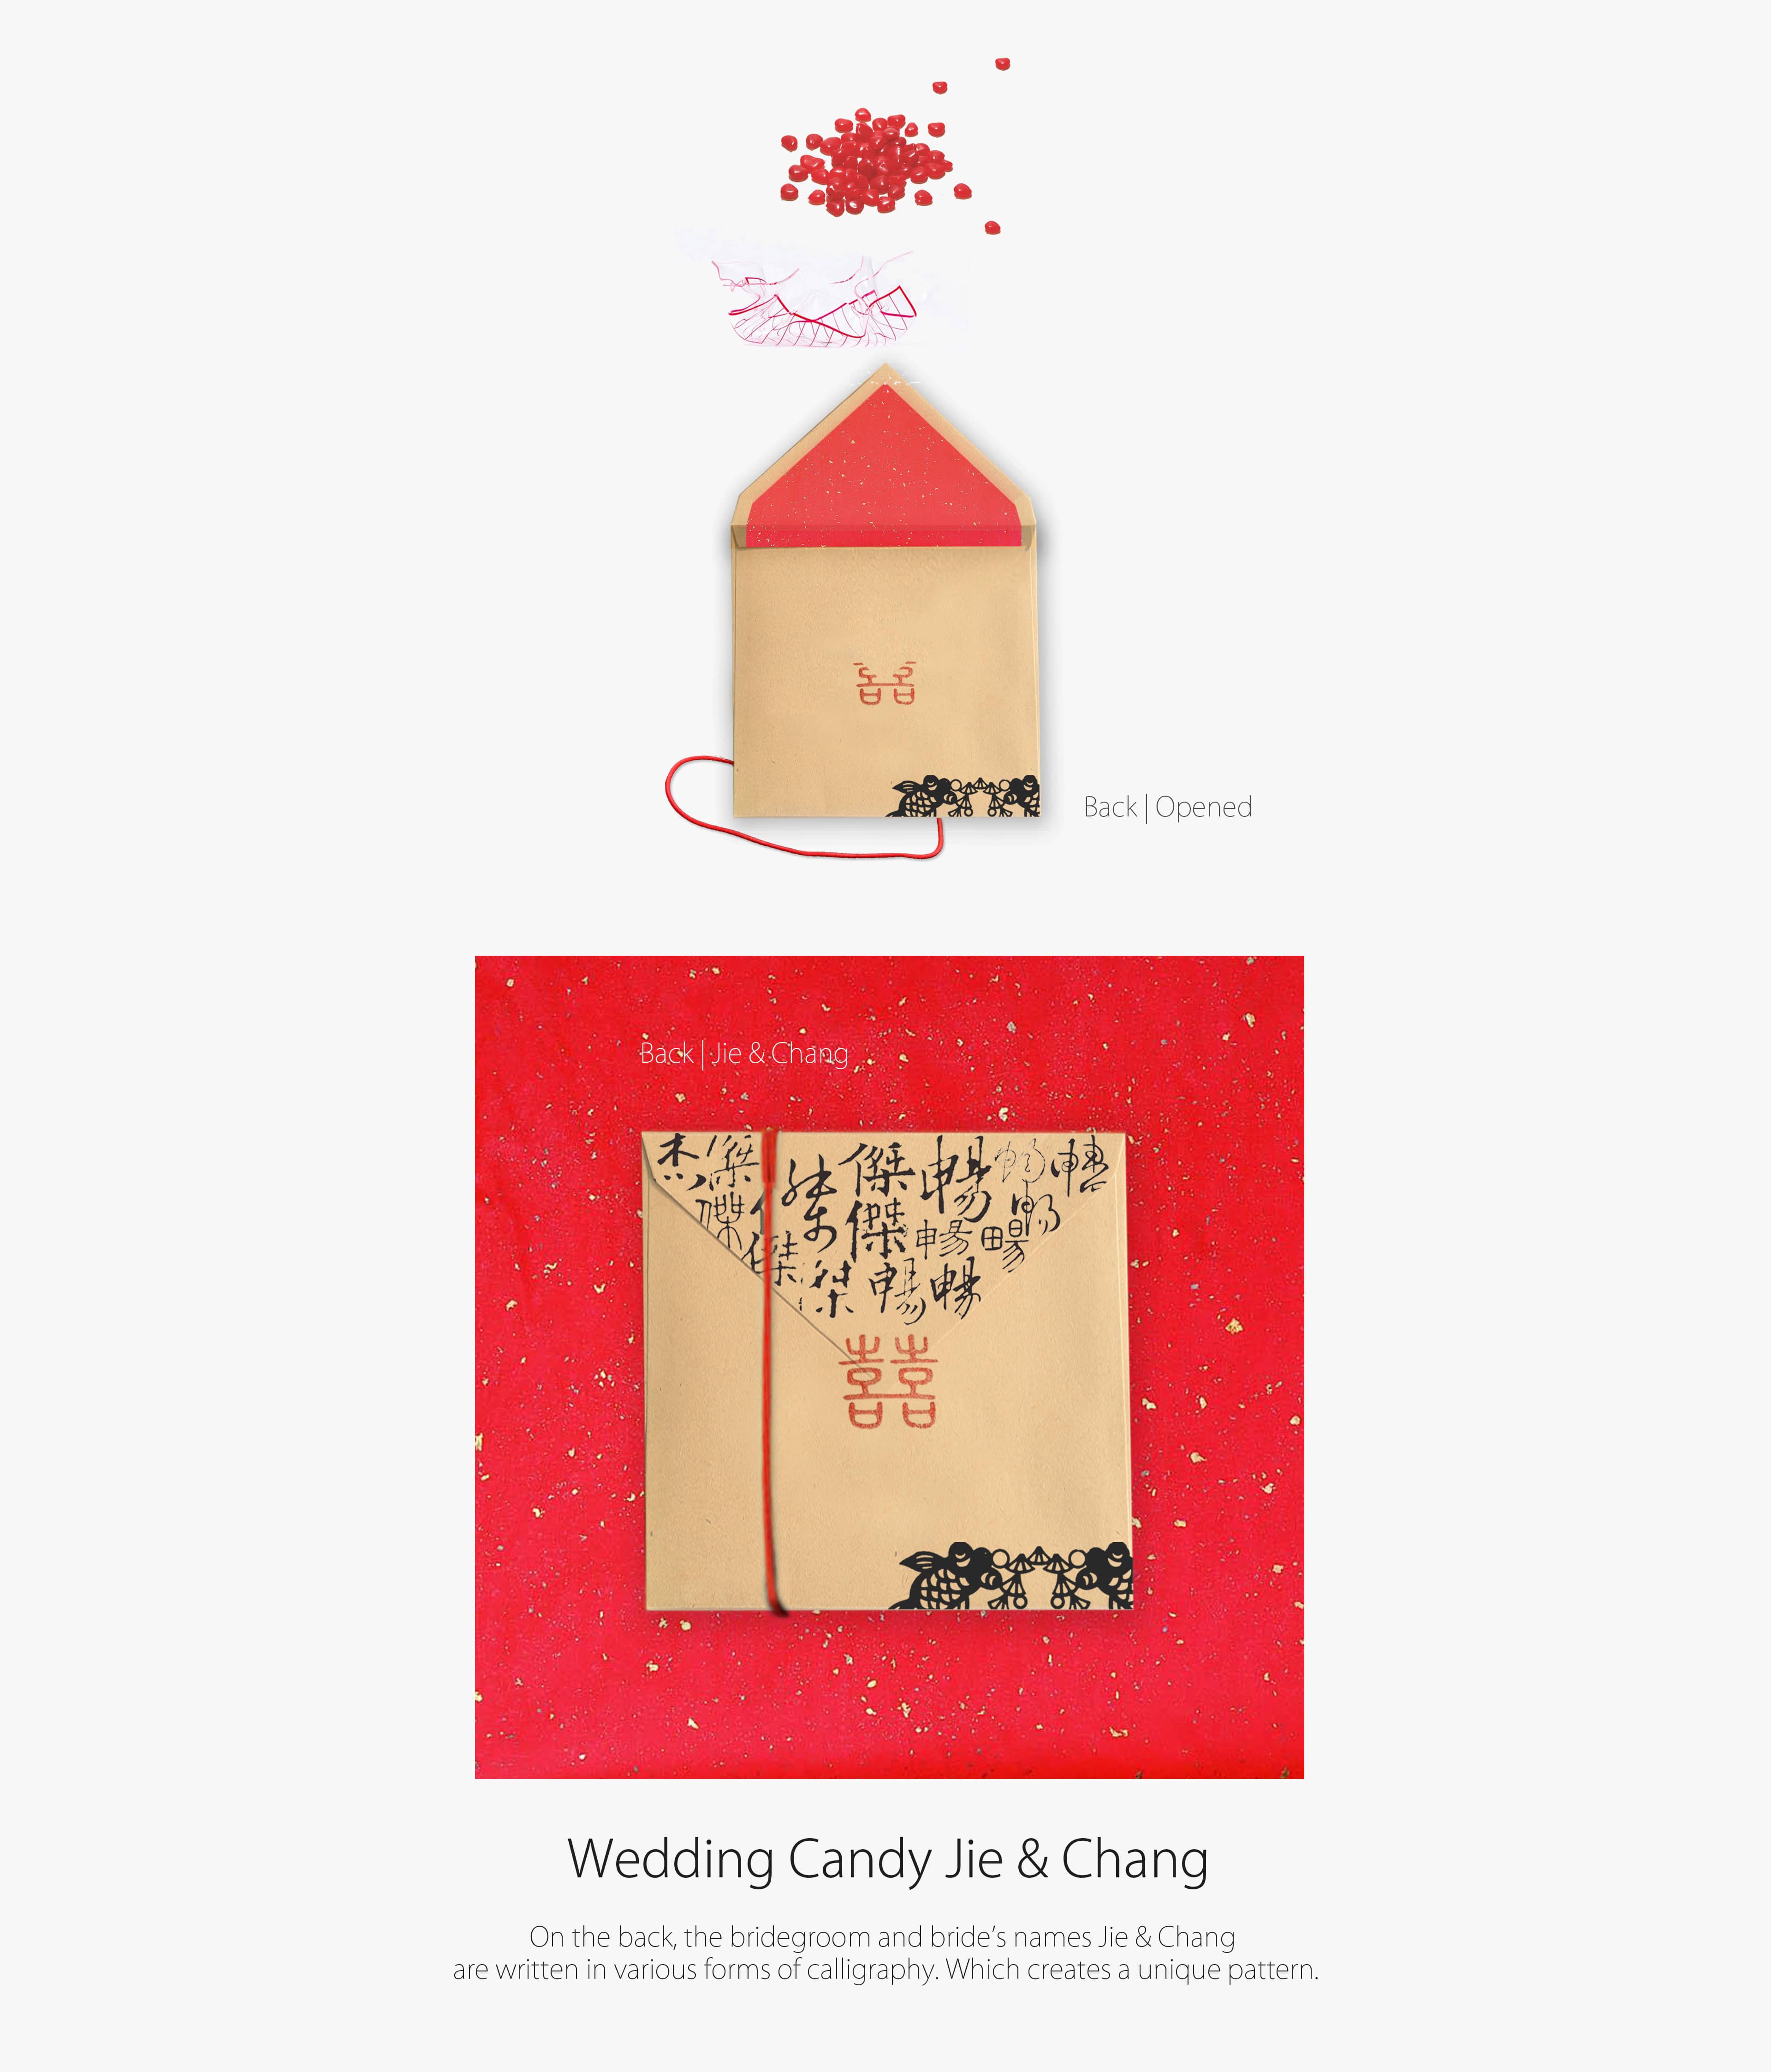 囍
Back | Opened
Back | Jie & Chang
杰 傑 傑 暢 暢 暢
傑 傑 暢 暢 暢
傑 傑 暢 暢
囍
Wedding Candy Jie & Chang
On the back, the bridegroom and bride's names Jie & Chang
are written in various forms of calligraphy. Which creates a unique pattern.